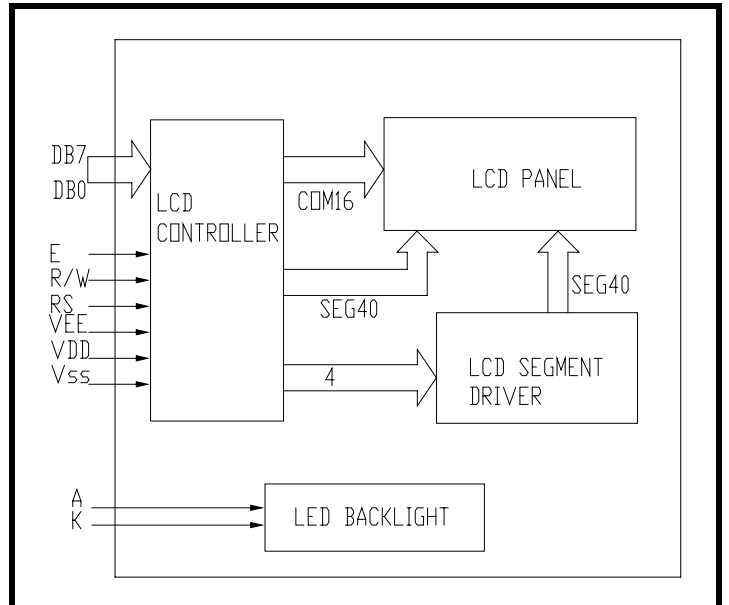 DB7
DB0
LCD
CONTROLLER
E
R/W
RS
VEE
VDD
Vss
COM16
SEG40
4
LCD PANEL
SEG40
LCD SEGMENT
DRIVER
A
K
LED BACKLIGHT